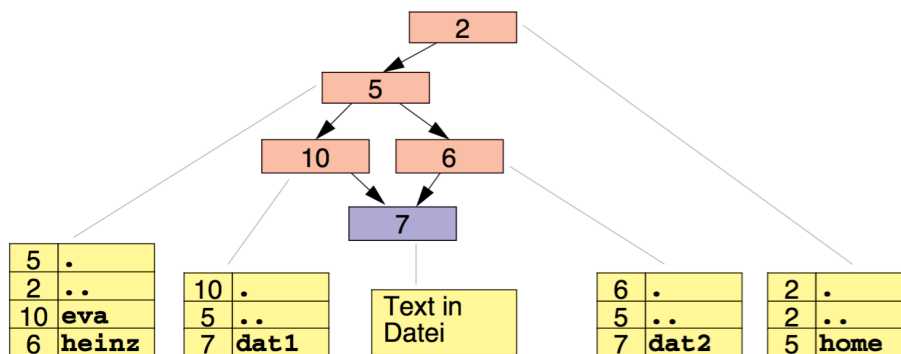 2
5
10 6
7
5 .
2 ..
10 eva
6 heinz
10 .
5 ..
7 dat1
Text in
Datei
6 .
5 ..
7 dat2
2 .
2 ..
5 home